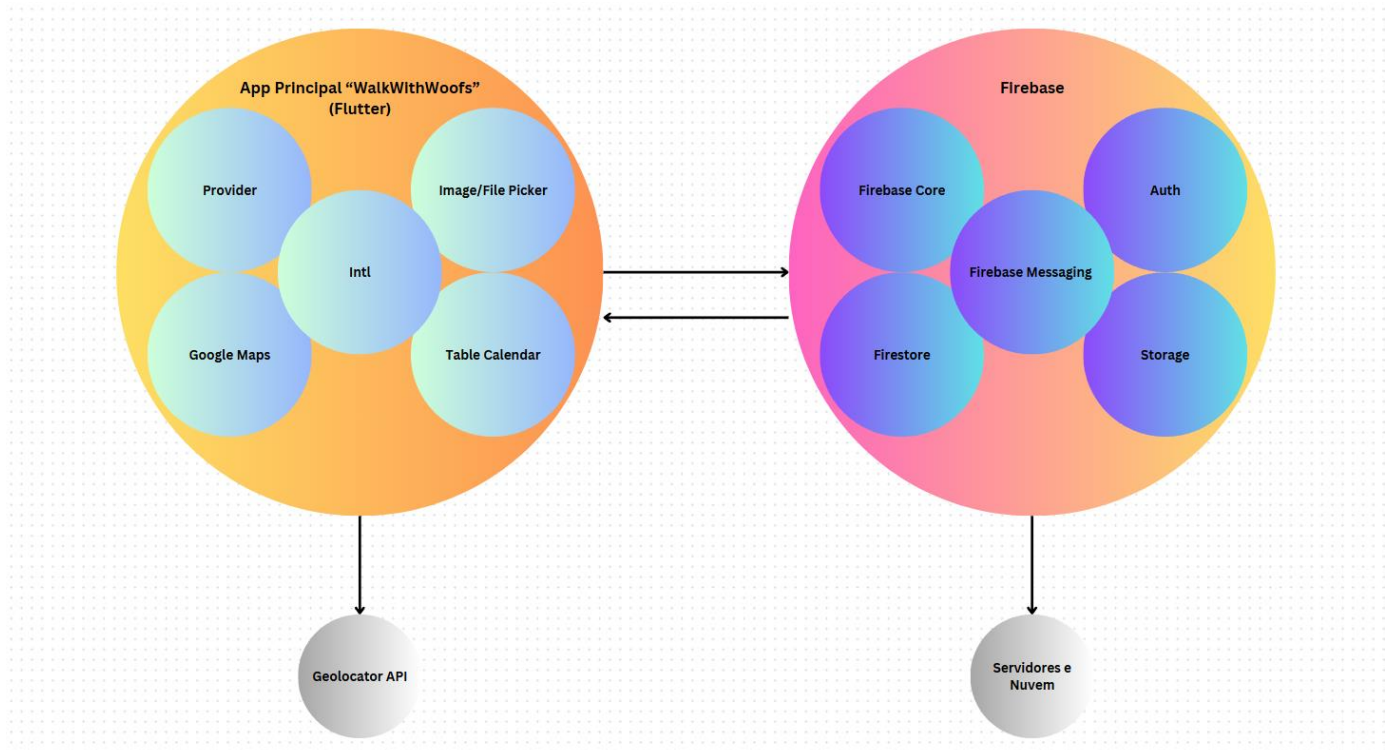 App Principal “WalkWithWoofs”
(Flutter)
Provider
Image/File Picker
Intl
Google Maps
Table Calendar
Firebase
Firebase Core
Auth
Firebase Messaging
Firestore
Storage
Geolocator API
Servidores e
Nuvem